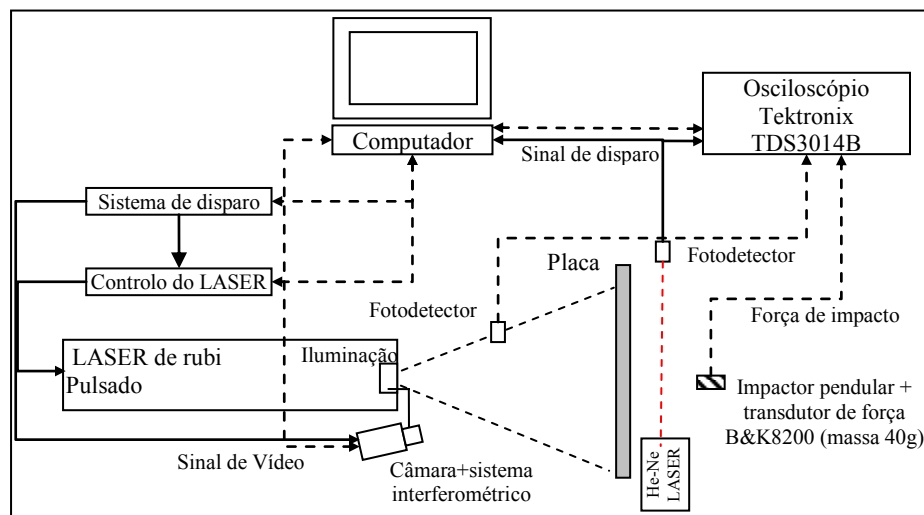 Osciloscópio
Tektronix
TDS3014B
Computador
Sinal de disparo
Sistema de disparo
Controlo do LASER
Fotodetector
Placa
Fotodetector
Força de impacto
Iluminação
LASER de rubi
Pulsado
Impactor pendular +
transdutor de força
B&K8200 (massa 40g)
Sinal de Vídeo
Câmara+sistema
interferométrico
He-Ne
LASER